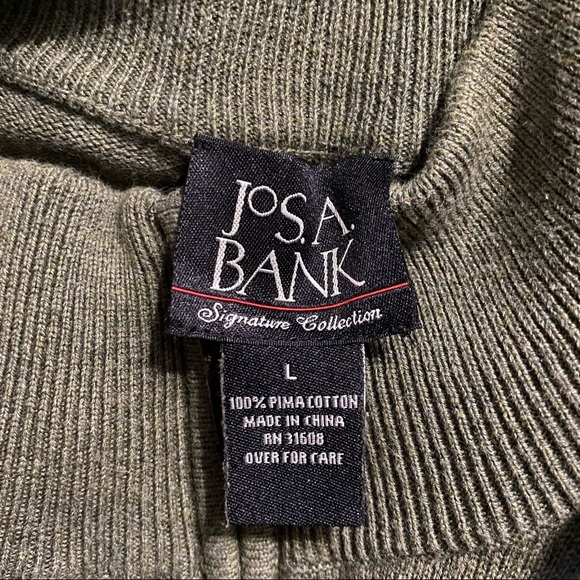 JOS. A.
BANK
Signature Collection
L
100% PIMA COTTON
MADE IN CHINA
RN 31608
OVER FOR CARE